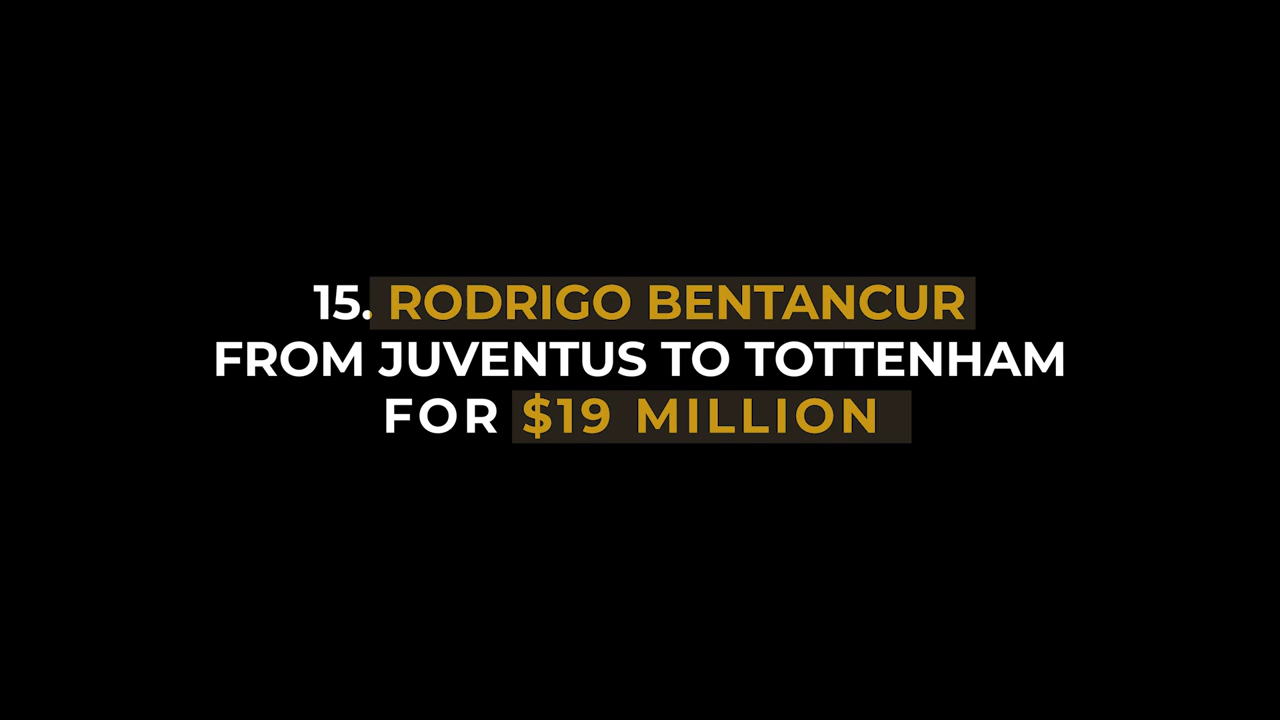 15. RODRIGO BENTANCUR
FROM JUVENTUS TO TOTTENHAM
FOR $19 MILLION